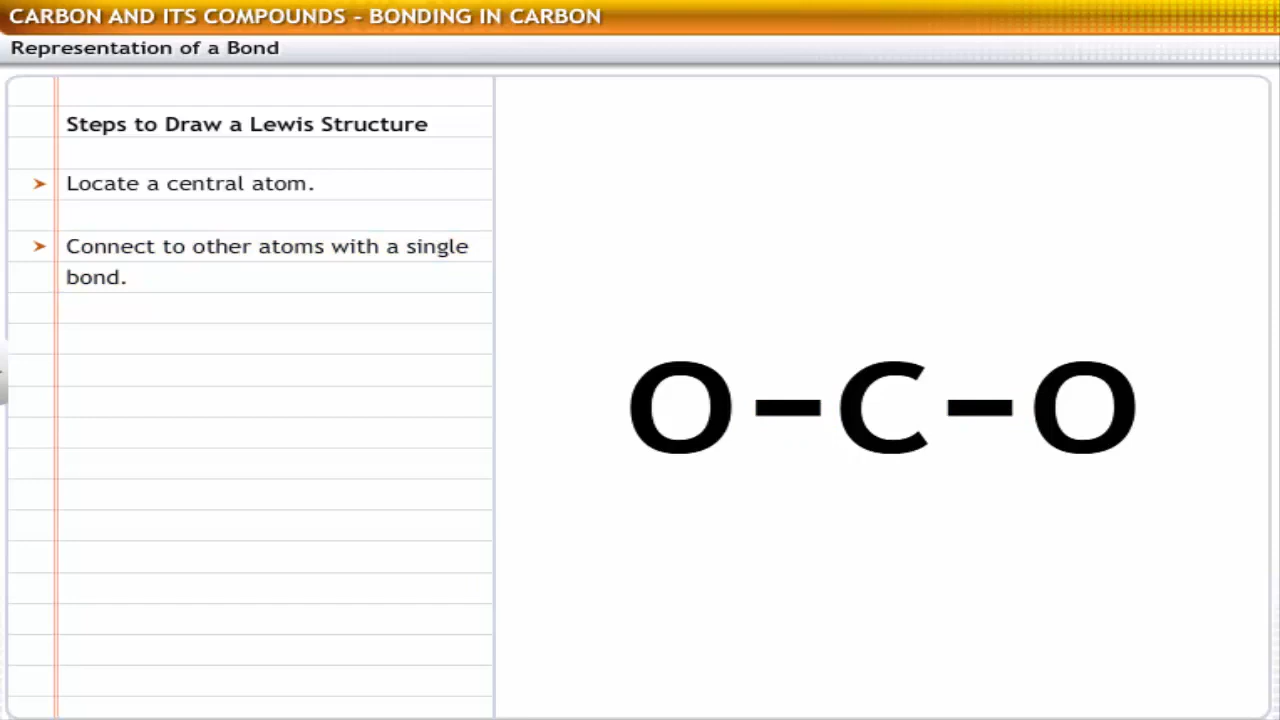 CARBON AND ITS COMPOUNDS - BONDING IN CARBON
Representation of a Bond
Steps to Draw a Lewis Structure
➤ Locate a central atom.
➤ Connect to other atoms with a single
bond.
O-C-O